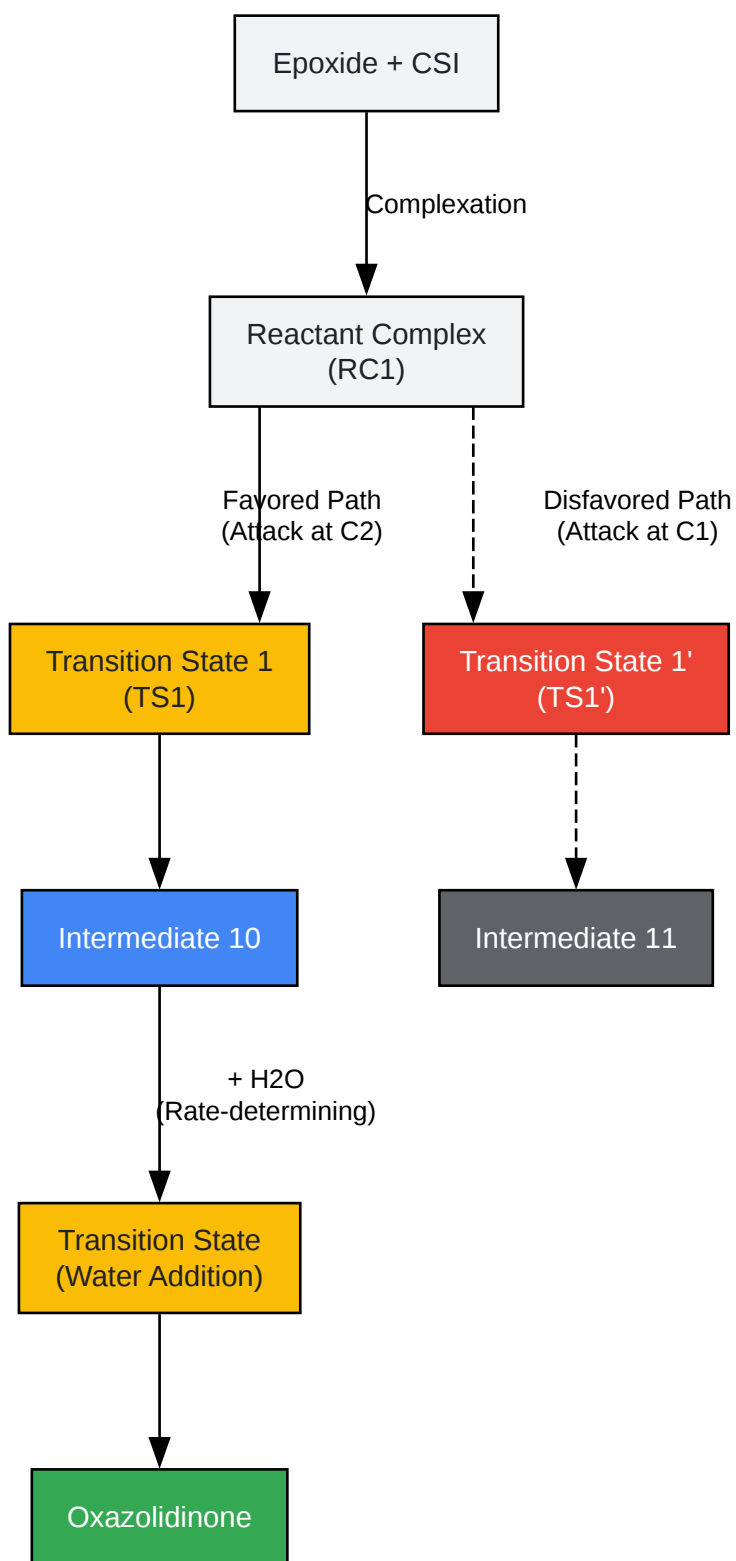 Epoxide + CSI
Complexation
Reactant Complex
(RC1)
Favored Path
(Attack at C2)
Disfavored Path
(Attack at C1)
Transition State 1
(TS1)
Transition State 1'
(TS1')
Intermediate 10
Intermediate 11
+ H2O
(Rate-determining)
Transition State
(Water Addition)
Oxazolidinone